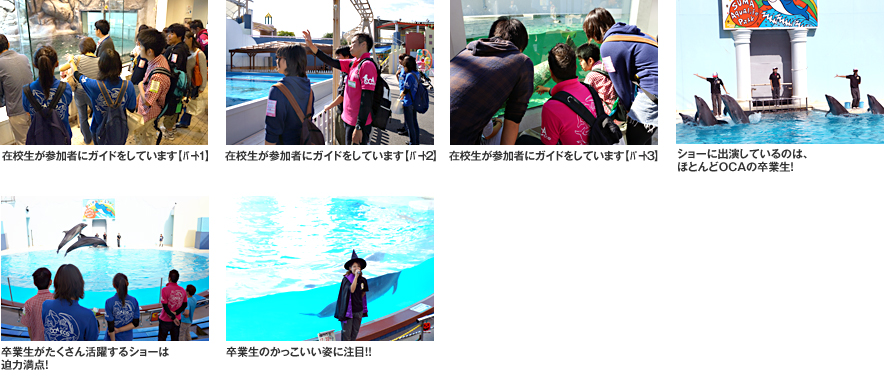 在校生が参加者にガイドをしています【パート1】
在校生が参加者にガイドをしています【パート2】
在校生が参加者にガイドをしています【パート3】
SUMA
Aqualife
Park
ショーに出演しているのは、
ほとんどOCAの卒業生!
卒業生がたくさん活躍するショーは
迫力満点!
卒業生のかっこいい姿に注目!!